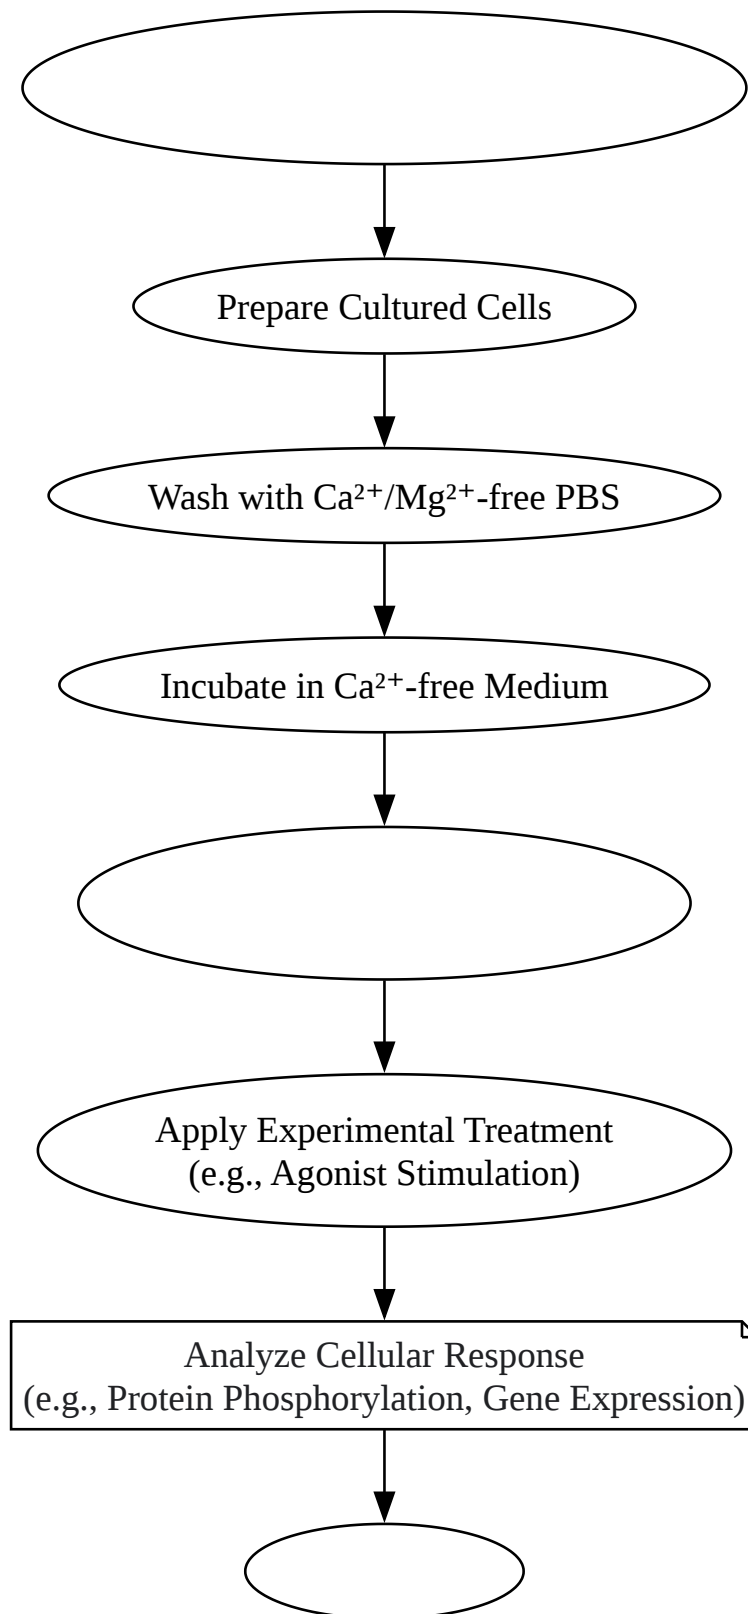 Prepare Cultured Cells
Wash with Ca²⁺/Mg²⁺-free PBS
Incubate in Ca²⁺-free Medium
Apply Experimental Treatment
(e.g., Agonist Stimulation)
Analyze Cellular Response
(e.g., Protein Phosphorylation, Gene Expression)